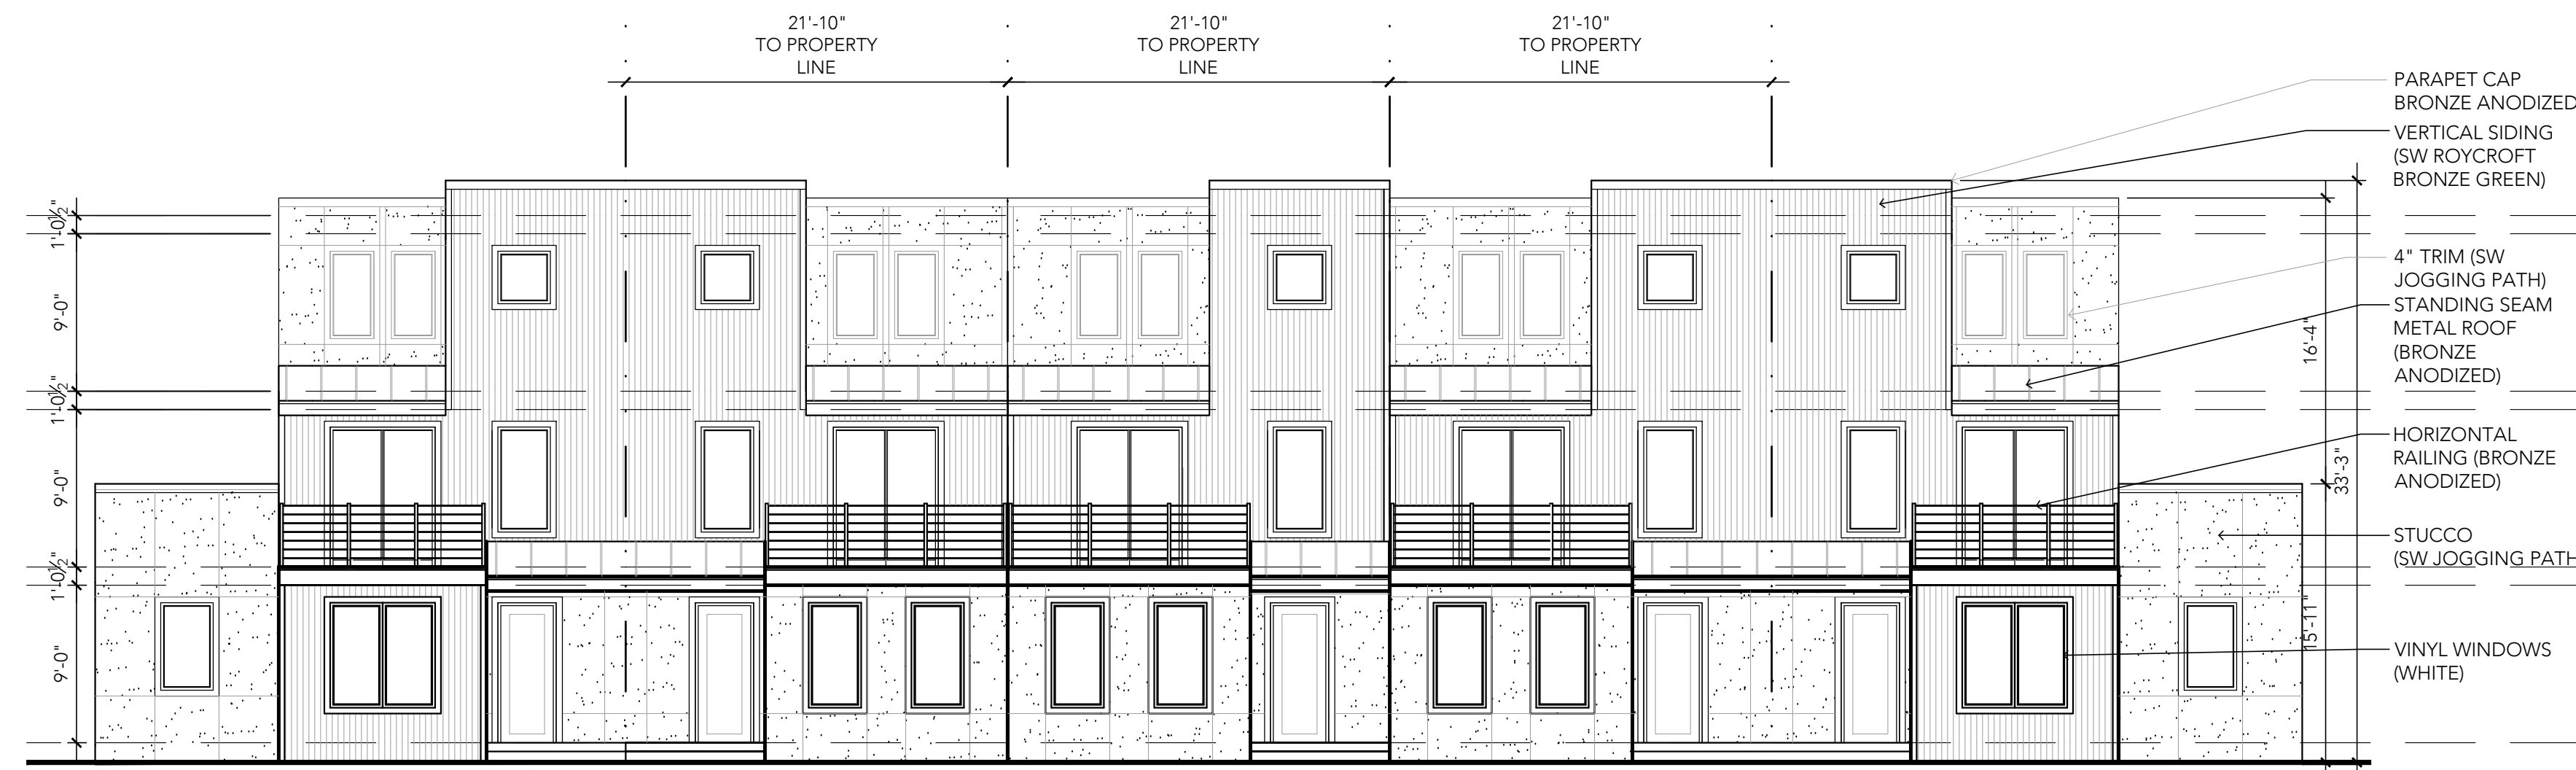 21'-10"
TO PROPERTY
LINE
21'-10"
TO PROPERTY
LINE
21'-10"
TO PROPERTY
LINE
PARAPET CAP
BRONZE ANODIZED
VERTICAL SIDING
(SW ROYCROFT
BRONZE GREEN)
4" TRIM (SW
JOGGING PATH)
STANDING SEAM
METAL ROOF
(BRONZE
ANODIZED)
HORIZONTAL
RAILING (BRONZE
ANODIZED)
STUCCO
(SW JOGGING PATH
VINYL WINDOWS
(WHITE)
1'-0½"
9'-0"
1'-0½"
9'-0"
1'-0½"
9'-0"
16'-4"
33'-3"
15'-11"